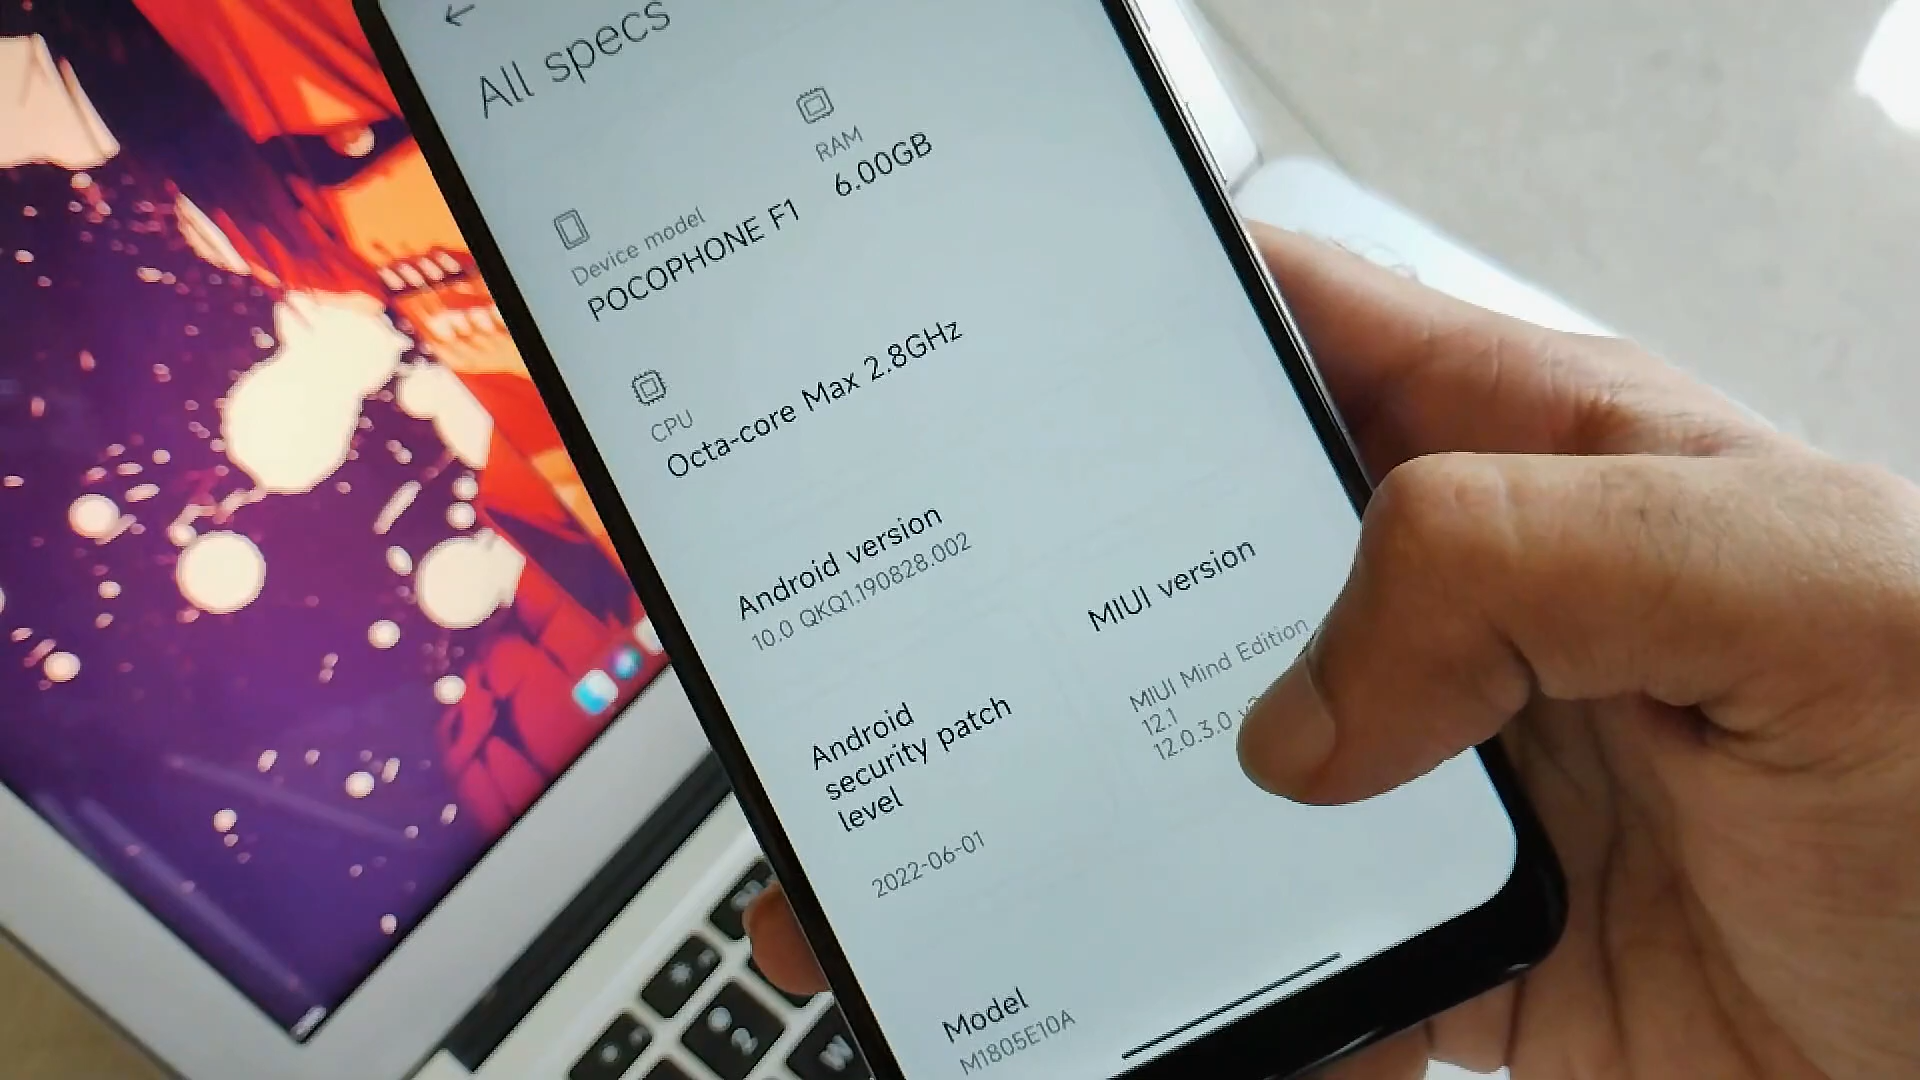 All specs
RAM
6.00GB
Device model
POCOPHONE F1
CPU
Octa-core Max 2.8GHz
Android version
10.0 QKQ1.190828.002
MIUI version
MIUI Mind Edition
12.1
12.0.3.0
Android
security patch
level
2022-06-01
Model
M1805E10A
2
W